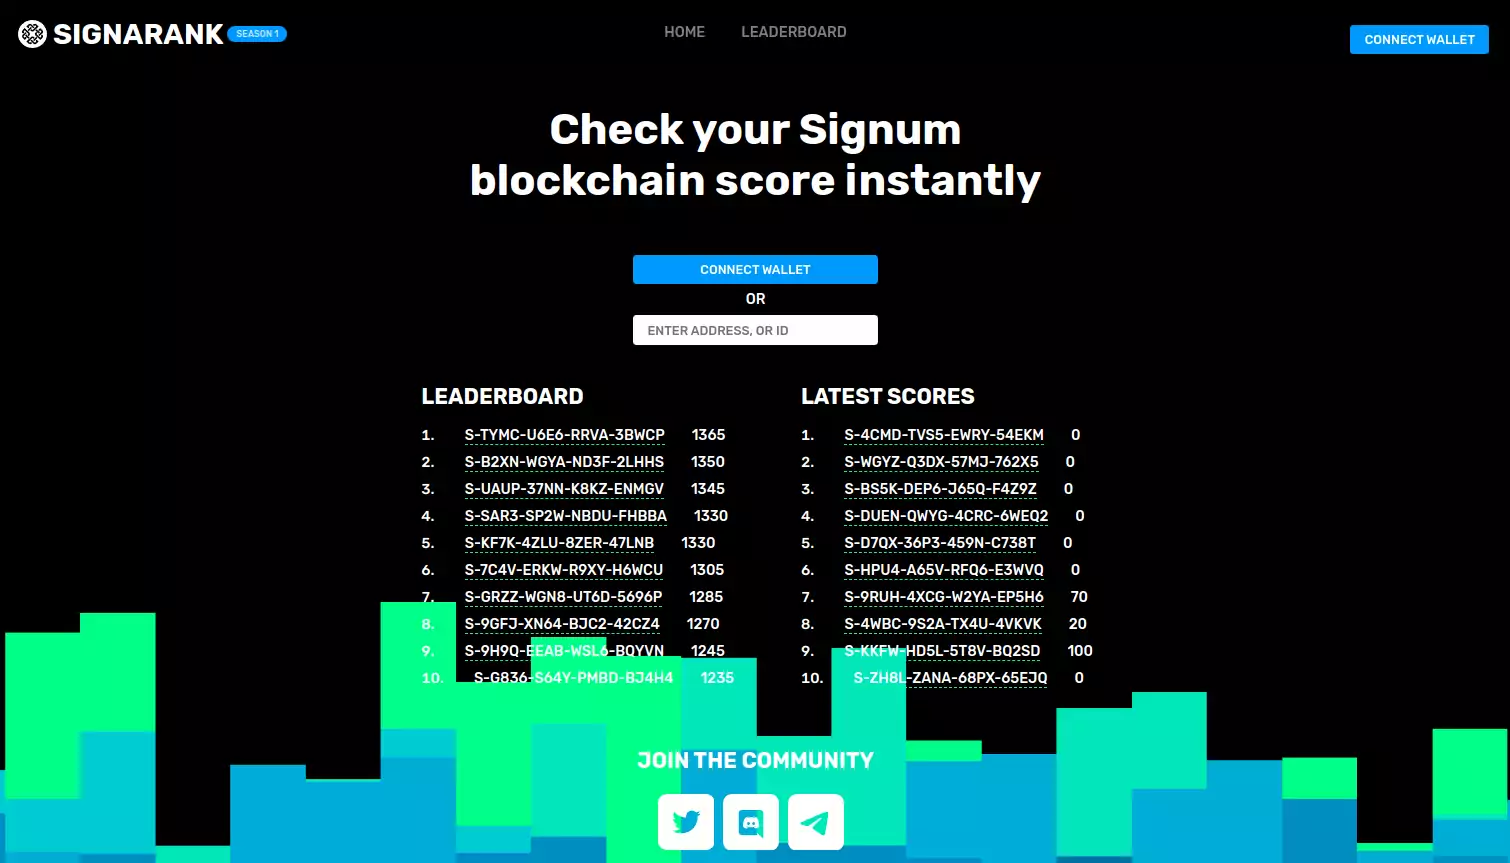 SIGNARANK SEASON 1 HOME LEADERBOARD CONNECT WALLET
Check your Signum
blockchain score instantly
CONNECT WALLET
OR
ENTER ADDRESS, OR ID
LEADERBOARD
1. S-TYMC-U6E6-RRVA-3BWCP 1365
2. S-B2XN-WGYA-ND3F-2LHHS 1350
3. S-UAUP-37NN-K8KZ-ENMGV 1345
4. S-SAR3-SP2W-NBDU-FHBBA 1330
5. S-KF7K-4ZLU-8ZER-47LNB 1330
6. S-7C4V-ERKW-R9XY-H6WCU 1305
7. S-GRZZ-WGN8-UT6D-5696P 1285
8. S-9GFJ-XN64-BJC2-42CZ4 1270
9. S-9H9Q-EEAB-WSL6-BQYVN 1245
10. S-G836-S64Y-PMBD-BJ4H4 1235
LATEST SCORES
1. S-4CMD-TVS5-EWRY-54EKM 0
2. S-WGYZ-Q3DX-57MJ-762X5 0
3. S-BS5K-DEP6-J65Q-F4Z9Z 0
4. S-DUEN-QWYG-4CRC-6WEQ2 0
5. S-D7QX-36P3-459N-C738T 0
6. S-HPU4-A65V-RFQ6-E3WVQ 0
7. S-9RUH-4XCG-W2YA-EP5H6 70
8. S-4WBC-9S2A-TX4U-4VKVK 20
9. S-KKFW-HD5L-5T8V-BQ2SD 100
10. S-ZH8L-ZANA-68PX-65EJQ 0
JOIN THE COMMUNITY